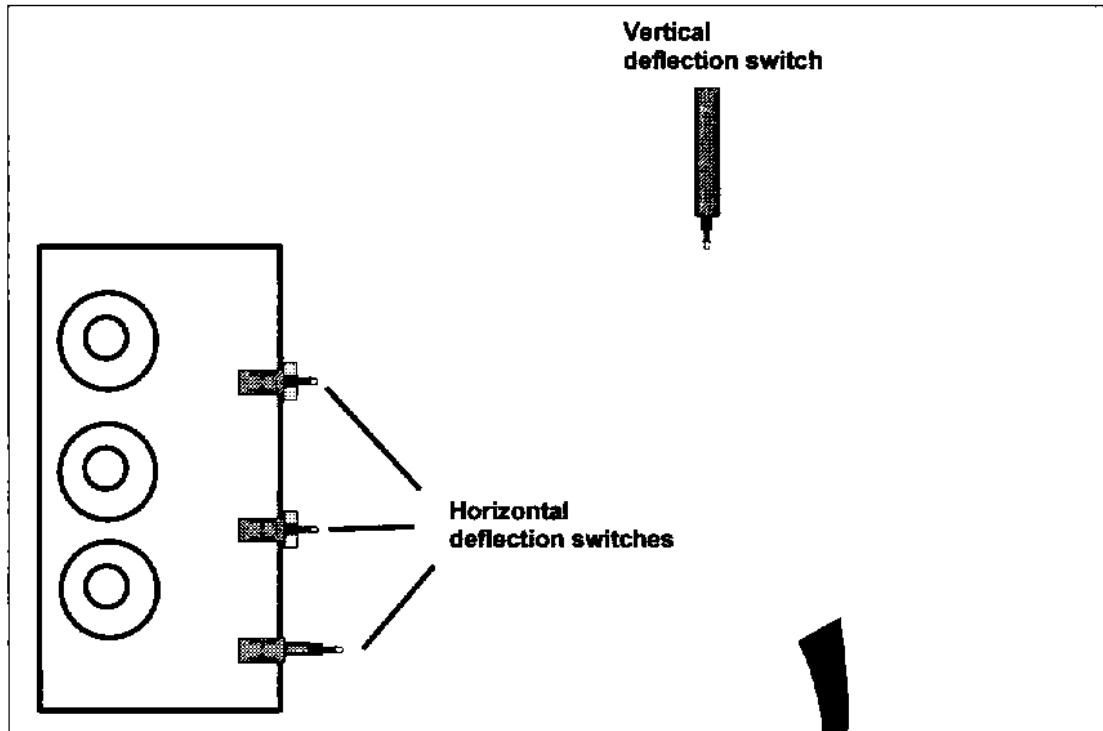 Vertical
deflection switch
Horizontal
deflection switches